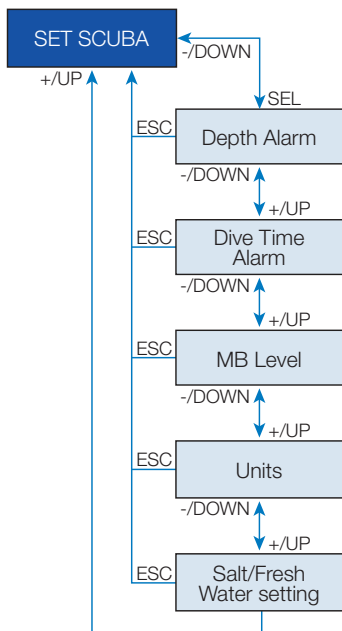 SET SCUBA
-/DOWN
+/UP
SEL
ESC
Depth Alarm
-/DOWN
+/UP
ESC
Dive Time
Alarm
-/DOWN
+/UP
ESC
MB Level
-/DOWN
+/UP
ESC
Units
-/DOWN
+/UP
ESC
Salt/Fresh
Water setting